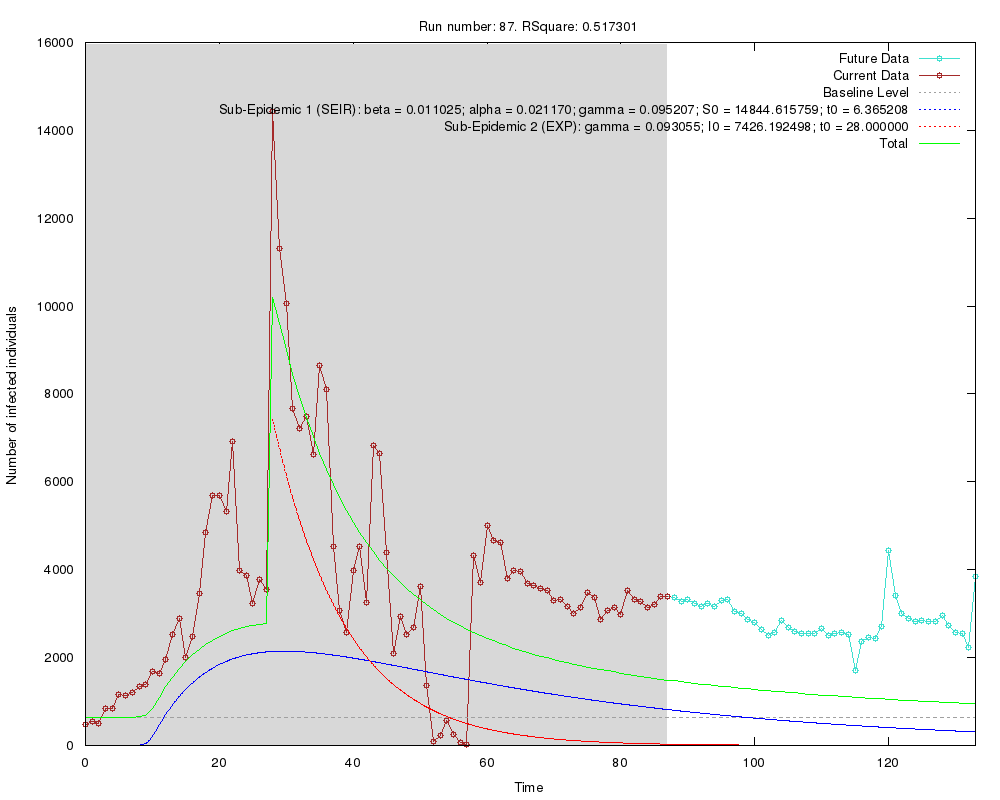 Run number: 87. RSquare: 0.517301
16000
14000
12000
10000
8000
6000
4000
2000
0
Number of infected individuals
Future Data
Current Data
Baseline Level
Sub-Epidemic 1 (SEIR): beta = 0.011025; alpha = 0.021170; gamma = 0.095207; S0 = 14844.615759; t0 = 6.365208
Sub-Epidemic 2 (EXP): gamma = 0.093055; I0 = 7426.192498; t0 = 28.000000
Total
0 20 40 60 80 100 120
Time